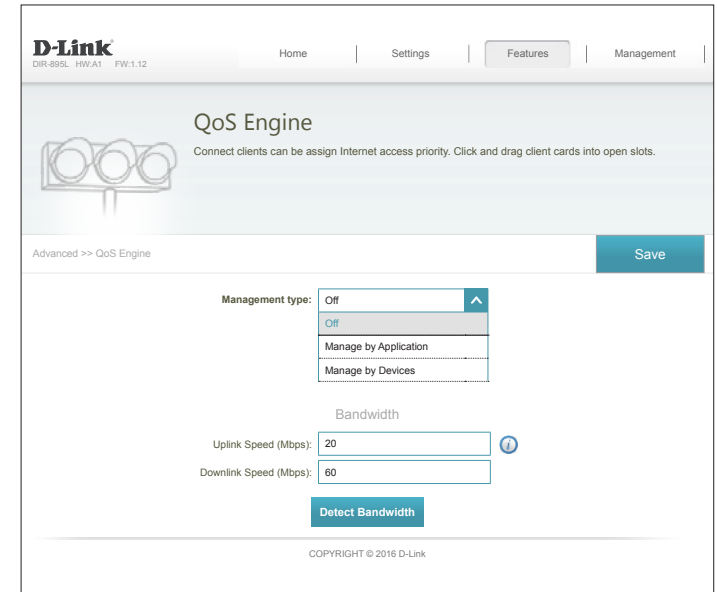 D-Link
DIR-895L HW:A1 FW:1.12
Home
Settings
Features
Management
QoS Engine
Connect clients can be assign Internet access priority. Click and drag client cards into open slots.
Advanced >> QoS Engine
Save
Management type: Off
Off
Manage by Application
Manage by Devices
Bandwidth
Uplink Speed (Mbps): 20
i
Downlink Speed (Mbps): 60
Detect Bandwidth
COPYRIGHT © 2016 D-Link